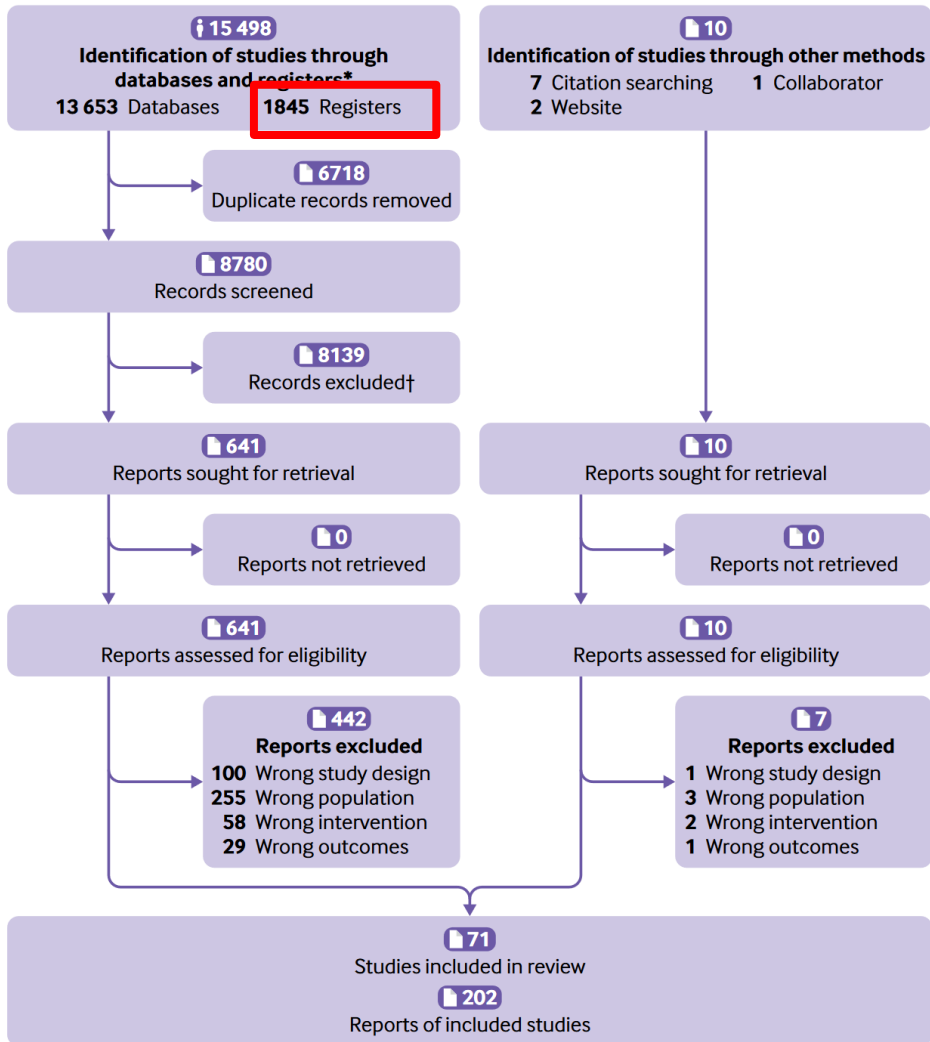 15 498
Identification of studies through
databases and registers*
13 653 Databases 1845 Registers
10
Identification of studies through other methods
7 Citation searching 1 Collaborator
2 Website
6718
Duplicate records removed
8780
Records screened
8139
Records excluded†
641
Reports sought for retrieval
10
Reports sought for retrieval
0
Reports not retrieved
0
Reports not retrieved
641
Reports assessed for eligibility
10
Reports assessed for eligibility
442
Reports excluded
100 Wrong study design
255 Wrong population
58 Wrong intervention
29 Wrong outcomes
7
Reports excluded
1 Wrong study design
3 Wrong population
2 Wrong intervention
1 Wrong outcomes
71
Studies included in review
202
Reports of included studies